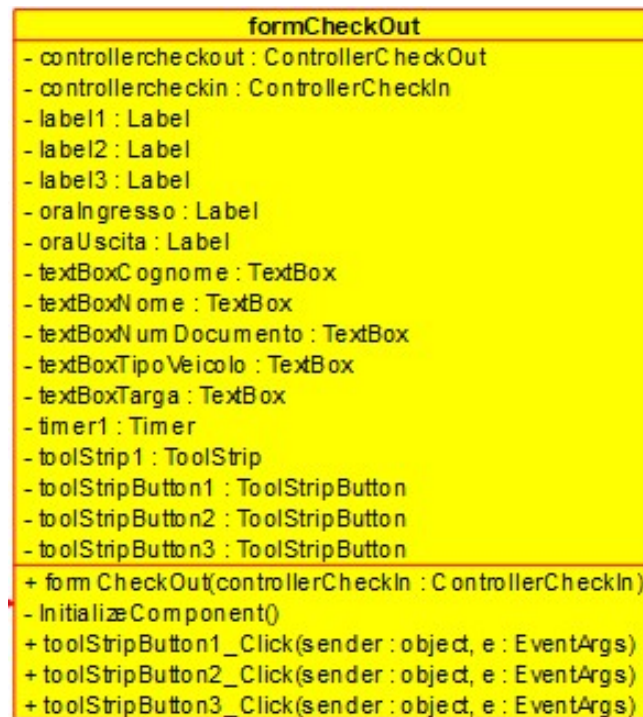 formCheckOut
- controllercheckout : ControllerCheckOut
- controllercheckin : ControllerCheckIn
- label1 : Label
- label2 : Label
- label3 : Label
- oraIngresso : Label
- oraUscita : Label
- textBoxCognome : TextBox
- textBoxNome : TextBox
- textBoxNumDocumento : TextBox
- textBoxTipoVeicolo : TextBox
- textBoxTarga : TextBox
- timer1 : Timer
- toolStrip1 : ToolStrip
- toolStripButton1 : ToolStripButton
- toolStripButton2 : ToolStripButton
- toolStripButton3 : ToolStripButton
+ formCheckOut(controllerCheckIn : ControllerCheckIn)
- InitializeComponent()
+ toolStripButton1_Click(sender : object, e : EventArgs)
+ toolStripButton2_Click(sender : object, e : EventArgs)
+ toolStripButton3_Click(sender : object, e : EventArgs)